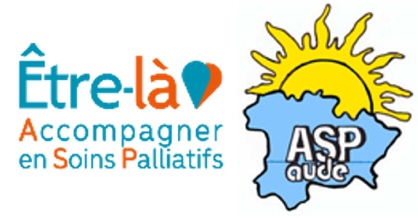 Être-là
Accompagner
en Soins Palliatifs
ASP
aude